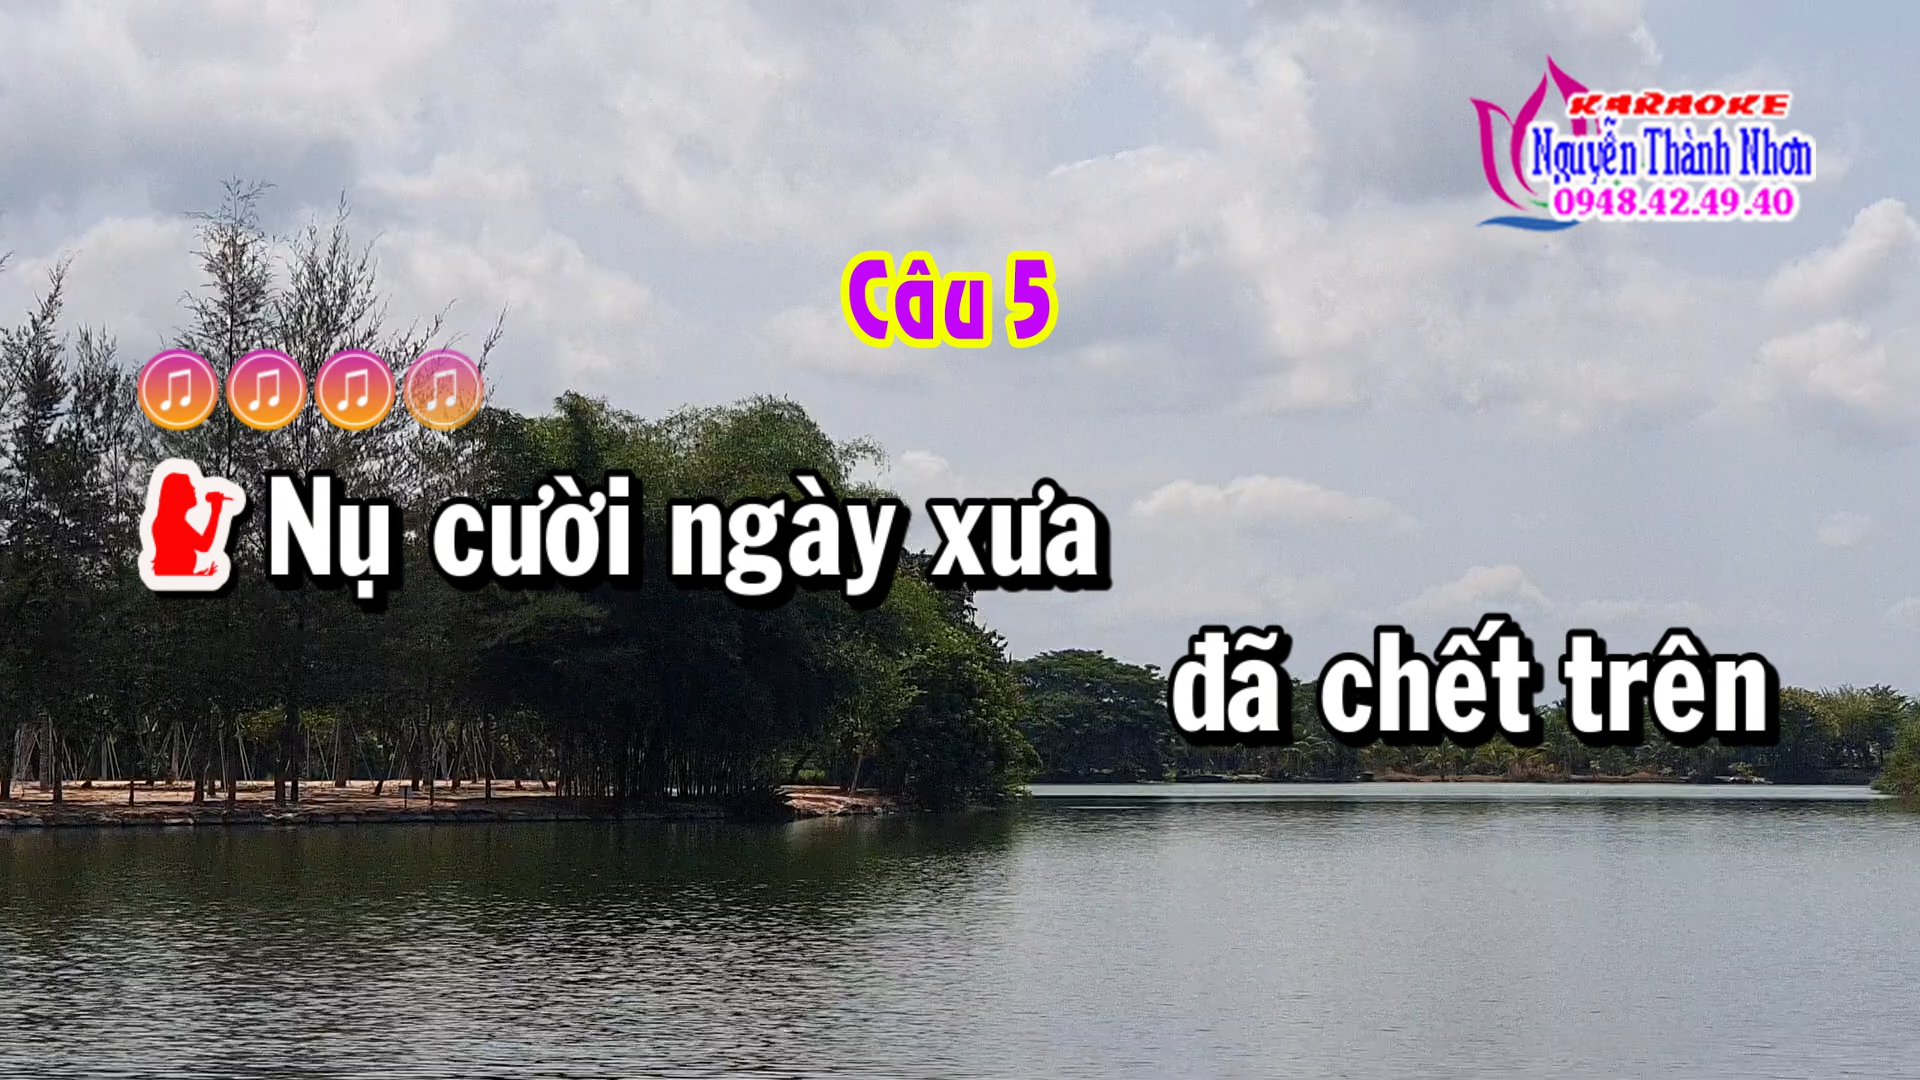 KARAOKE
Nguyễn Thành Nhơn
0948.42.49.40
Câu 5
Nụ cười ngày xưa
đã chết trên